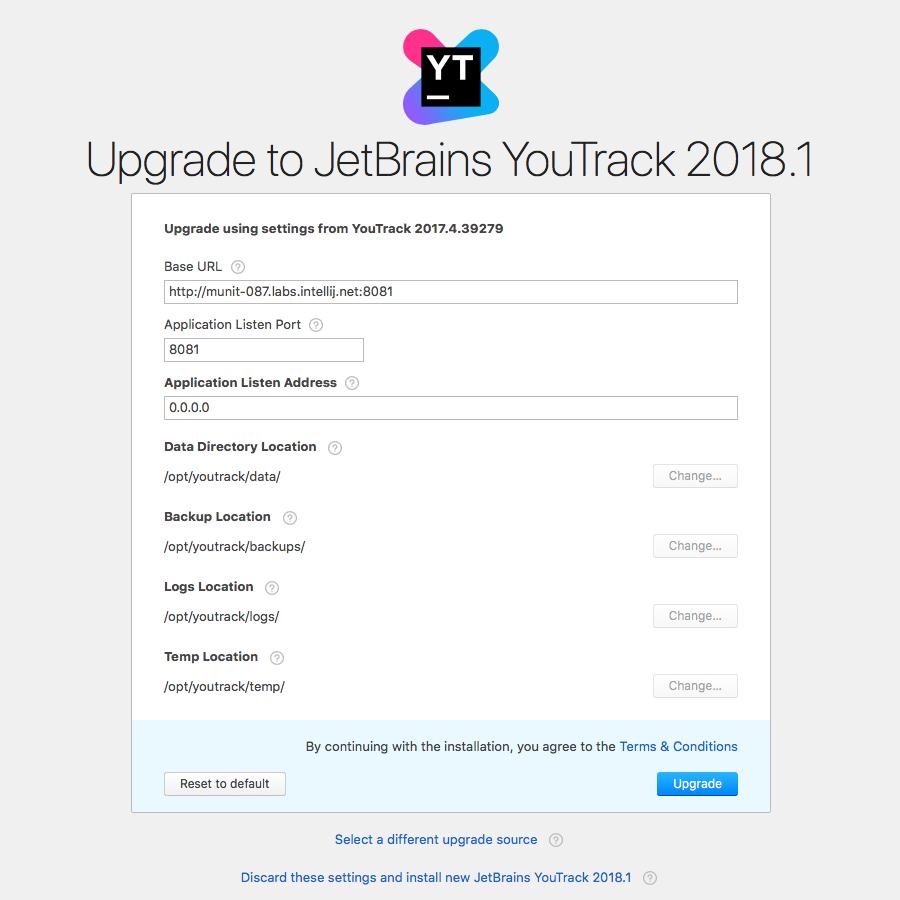 YT
Upgrade to JetBrains YouTrack 2018.1
Upgrade using settings from YouTrack 2017.4.39279
Base URL ?
http://munit-087.labs.intellij.net:8081
Application Listen Port ?
8081
Application Listen Address ?
0.0.0.0
Data Directory Location ?
/opt/youtrack/data/ Change...
Backup Location ?
/opt/youtrack/backups/ Change...
Logs Location ?
/opt/youtrack/logs/ Change...
Temp Location ?
/opt/youtrack/temp/ Change...
By continuing with the installation, you agree to the Terms & Conditions
Reset to default Upgrade
Select a different upgrade source ?
Discard these settings and install new JetBrains YouTrack 2018.1 ?